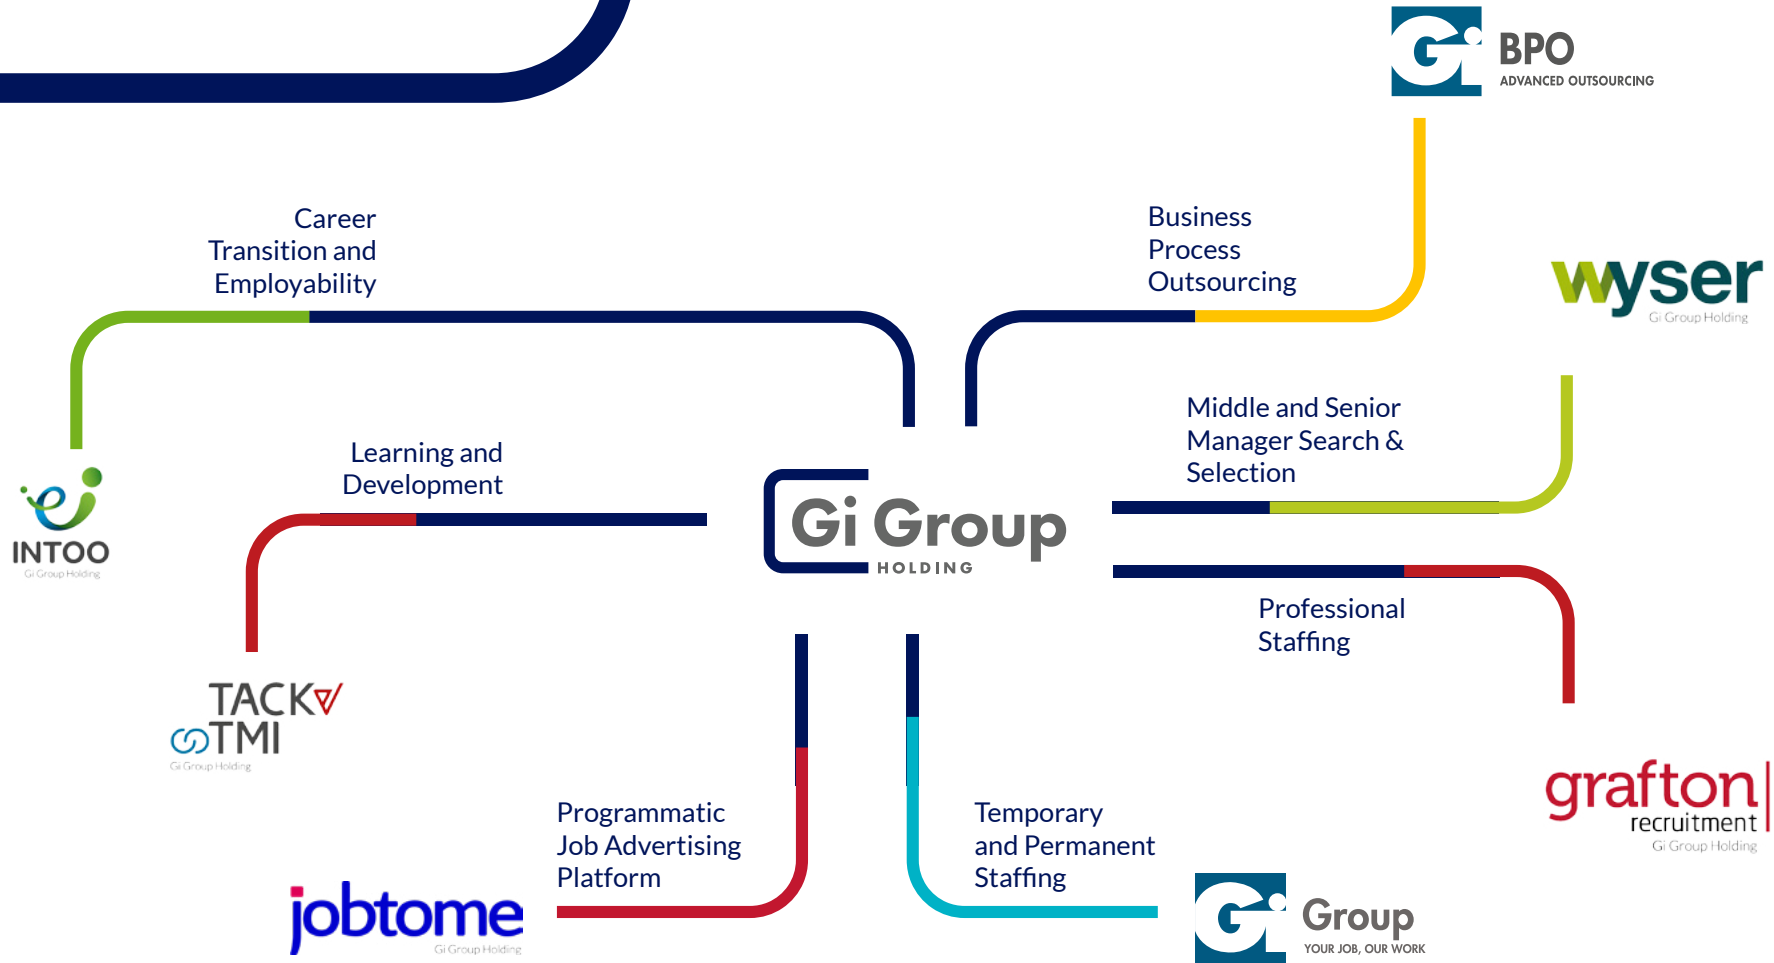 Gi
BPO
ADVANCED OUTSOURCING
Career
Transition and
Employability
Business
Process
Outsourcing
wyser
Gi Group Holding
Middle and Senior
Manager Search &
Selection
Learning and
Development
INTOO
Gi Group Holding
Gi Group
HOLDING
Professional
Staffing
TACK
TMI
Gi Group Holding
grafton
recruitment
Gi Group Holding
Programmatic
Job Advertising
Platform
Temporary
and Permanent
Staffing
jobtome
Gi Group Holding
Gi
Group
YOUR JOB, OUR WORK